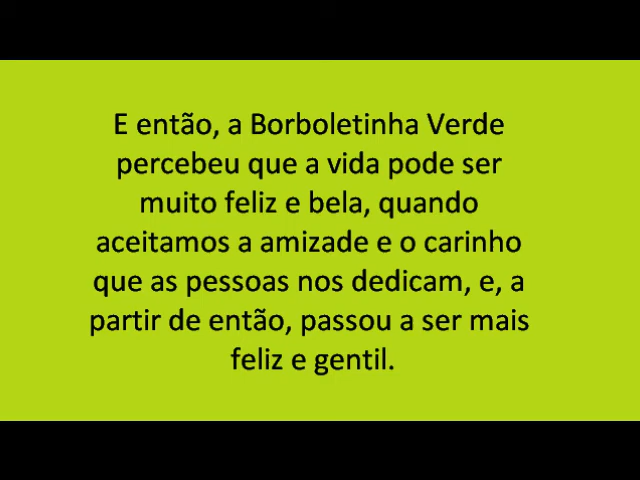 E então, a Borboletinha Verde
percebeu que a vida pode ser
muito feliz e bela, quando
aceitamos a amizade e o carinho
que as pessoas nos dedicam, e, a
partir de então, passou a ser mais
feliz e gentil.